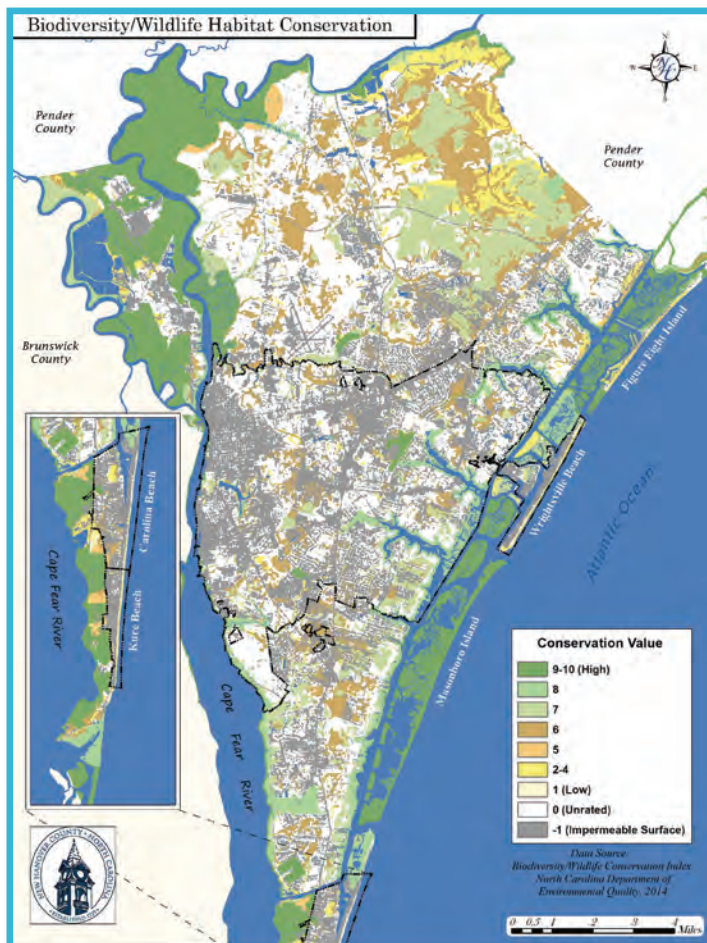 Biodiversity/Wildlife Habitat Conservation
N
W
E
S
NH
Pender
County
Pender
County
Brunswick
County
Figure Eight Island
Wrightsville Beach
Atlantic Ocean
Masonboro Island
Cape Fear River
Carolina Beach
Kure Beach
Cape Fear River
Conservation Value
9-10 (High)
8
7
6
5
2-4
1 (Low)
0 (Unrated)
-1 (Impermeable Surface)
Data Source:
Biodiversity/Wildlife Conservation Index
North Carolina Department of
Environmental Quality, 2014
NEW HANOVER COUNTY • NORTH CAROLINA
ESTABLISHED 1729
0 0.5 1 2 3 4
Miles